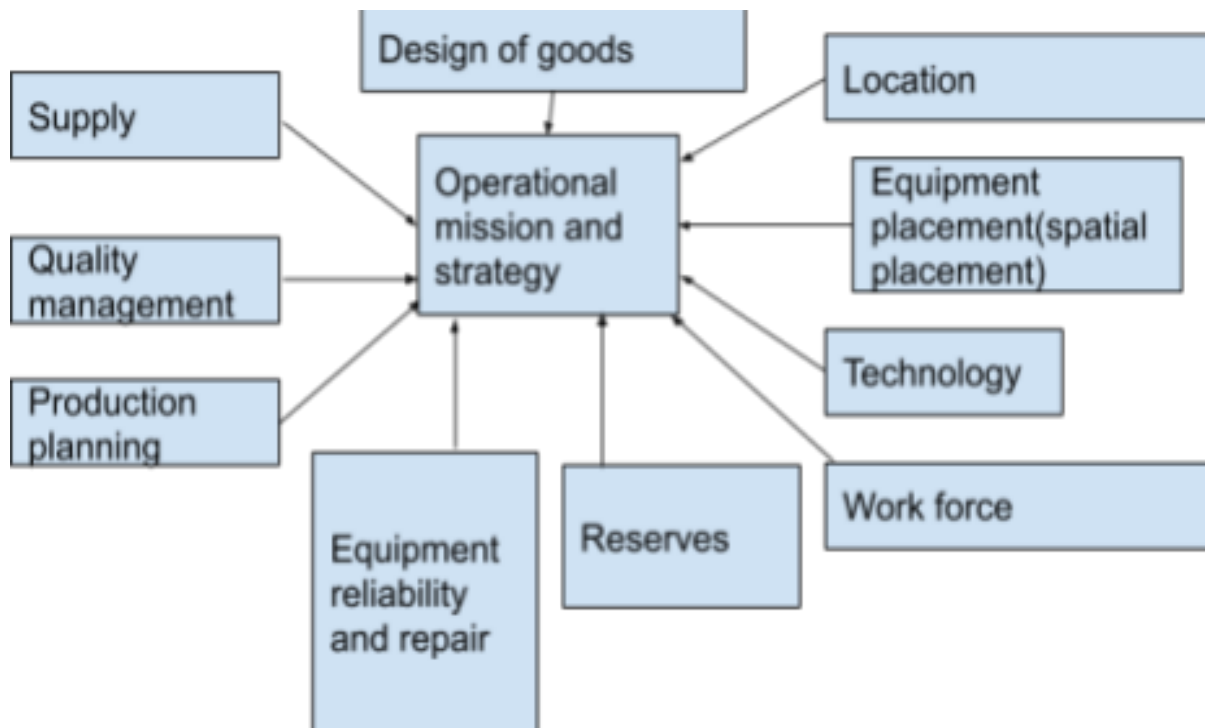 Design of goods
Supply
Location
Operational
mission and
strategy
Equipment
placement(spatial
placement)
Quality
management
Technology
Production
planning
Work force
Equipment
reliability
and repair
Reserves